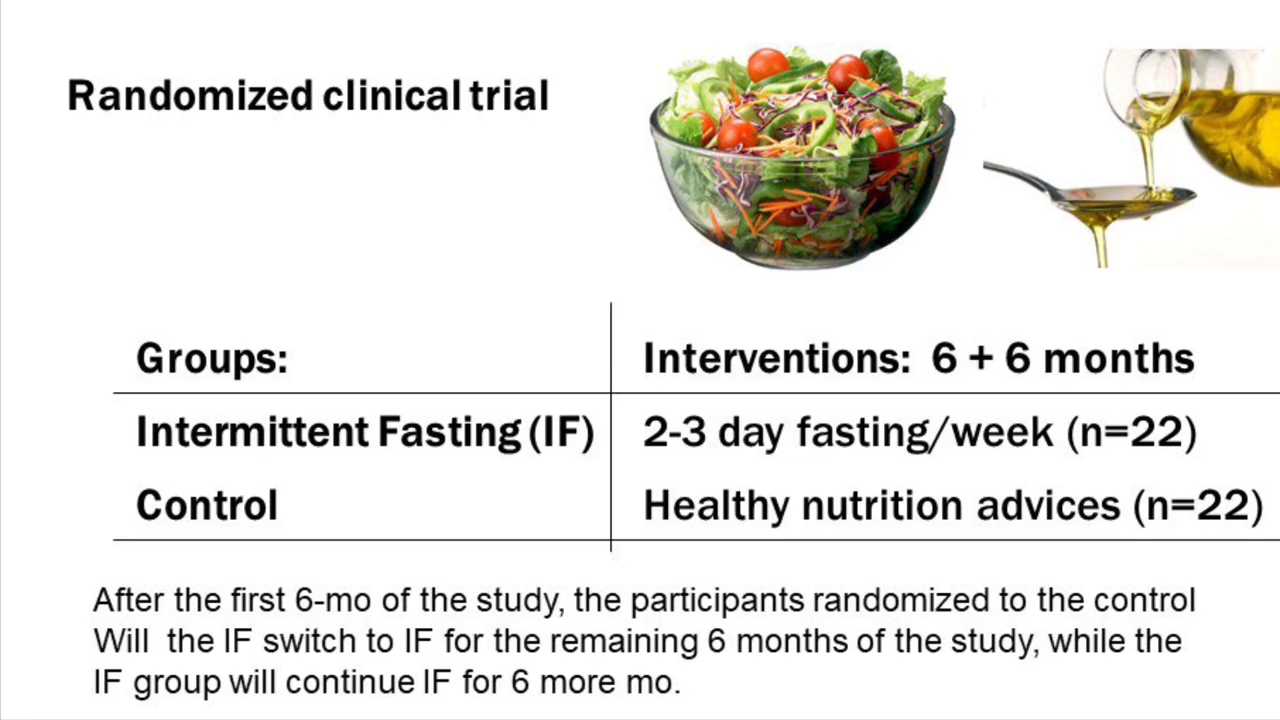 Randomized clinical trial
Groups:
Interventions: 6 + 6 months
Intermittent Fasting (IF)
2-3 day fasting/week (n=22)
Control
Healthy nutrition advices (n=22)
After the first 6-mo of the study, the participants randomized to the control
Will the IF switch to IF for the remaining 6 months of the study, while the
IF group will continue IF for 6 more mo.